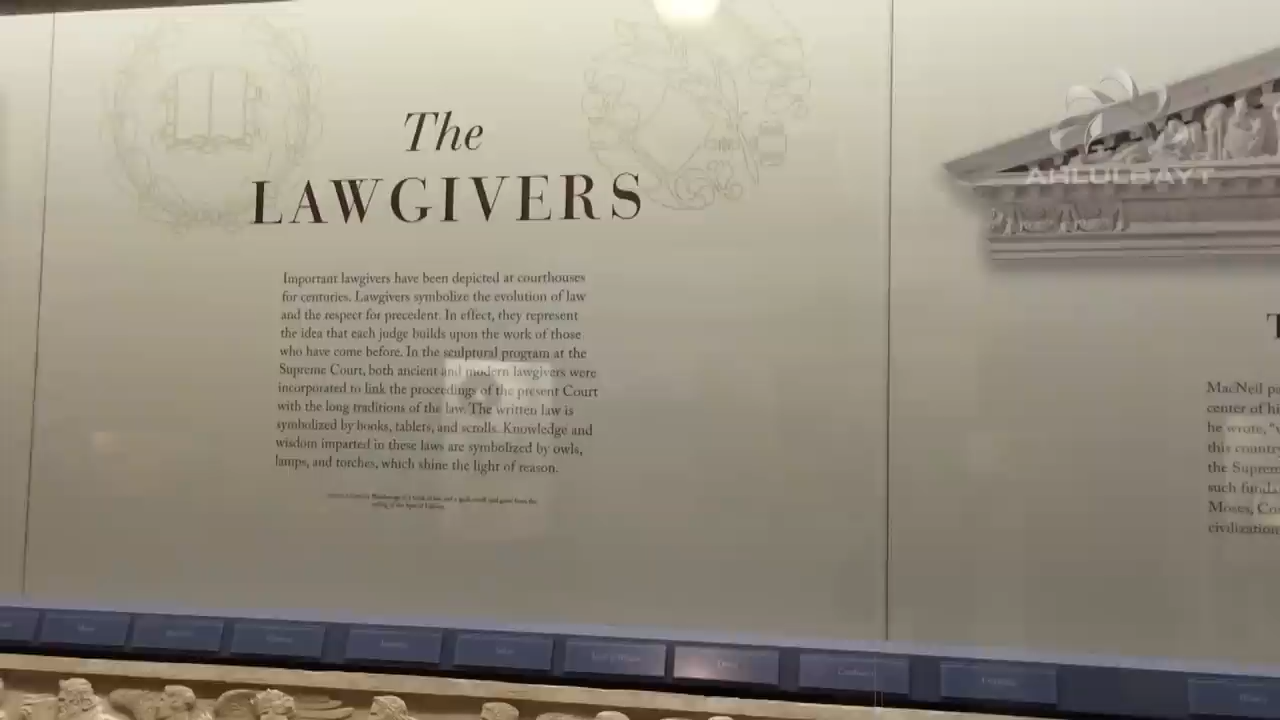 The
LAWGIVERS
Important lawgivers have been depicted at courthouses
for centuries. Lawgivers symbolize the evolution of law
and the respect for precedent. In effect, they represent
the idea that each judge builds upon the work of those
who have come before. In the sculptural program at the
Supreme Court, both ancient and modern lawgivers were
incorporated to link the proceedings of the present Court
with the long traditions of the law. The written law is
symbolized by books, tablets, and scrolls. Knowledge and
wisdom imparted in these laws are symbolized by owls,
lamps, and torches, which shine the light of reason.
AHLULBAYT
T
MacNeil
center of
he wrote,
this country
the
such
Moses,
civilization